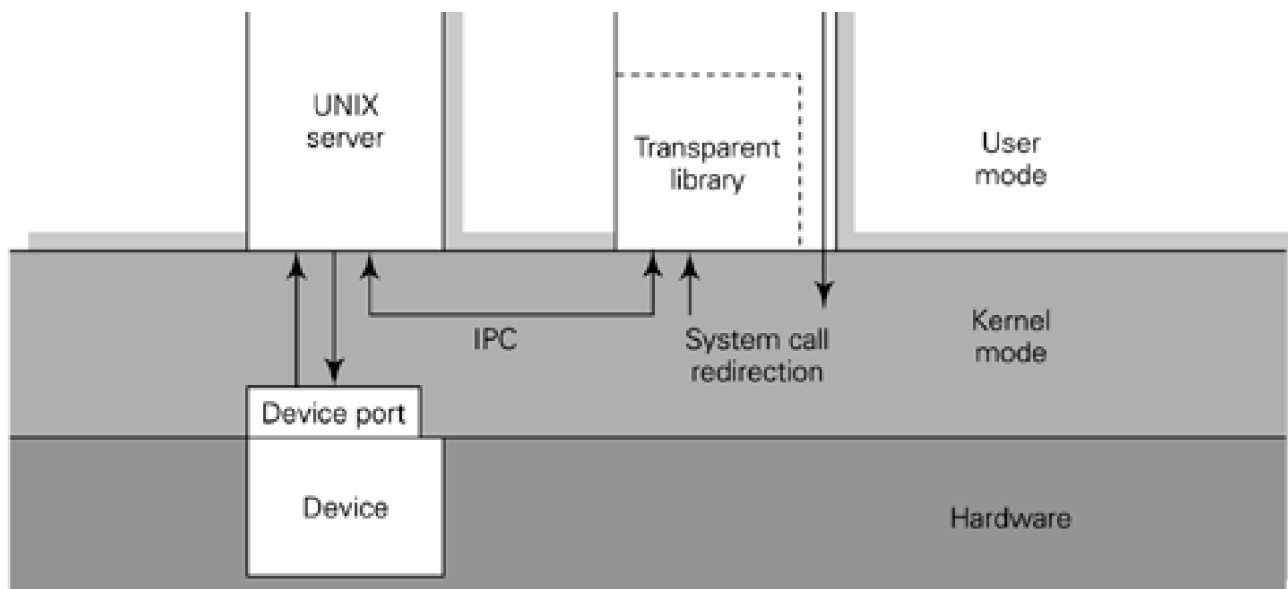 UNIX
server
Transparent
library
User
mode
IPC
System call
redirection
Kernel
mode
Device port
Device
Hardware